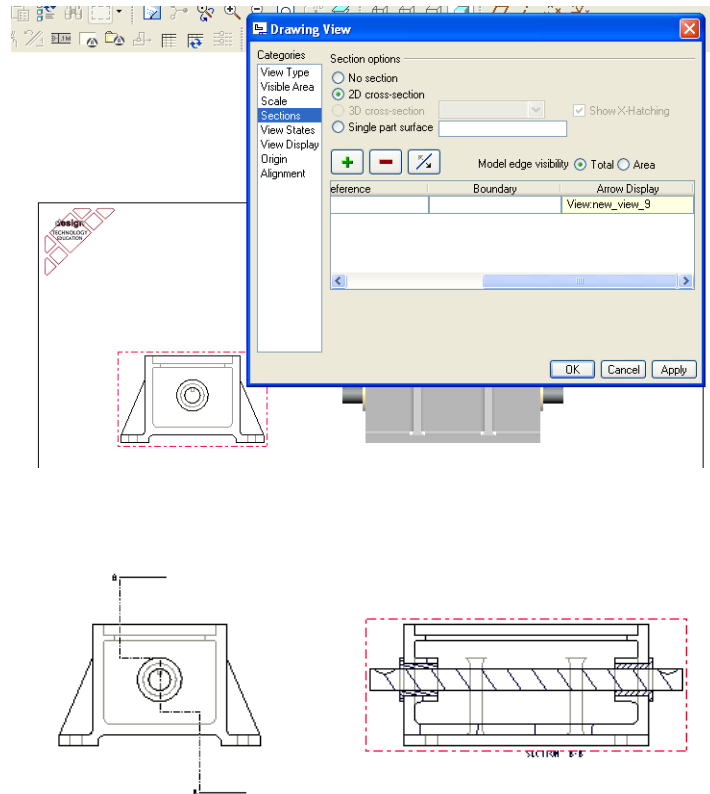 Drawing View
Categories
View Type
Visible Area
Scale
Sections
View States
View Display
Origin
Alignment
Section options
No section
2D cross-section
3D cross-section
Show X-Hatching
Single part surface
Model edge visibility
Total
Area
eference
Boundary
Arrow Display
View:new_view_9
OK
Cancel
Apply
design
TECHNOLOGY
EDUCATION
SECTION B-B